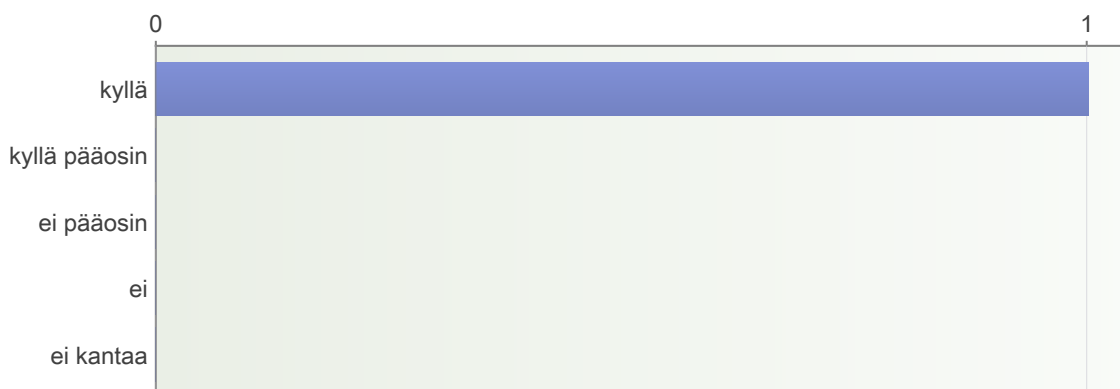 0 1
kyllä
kyllä pääosin
ei pääosin
ei
ei kantaa